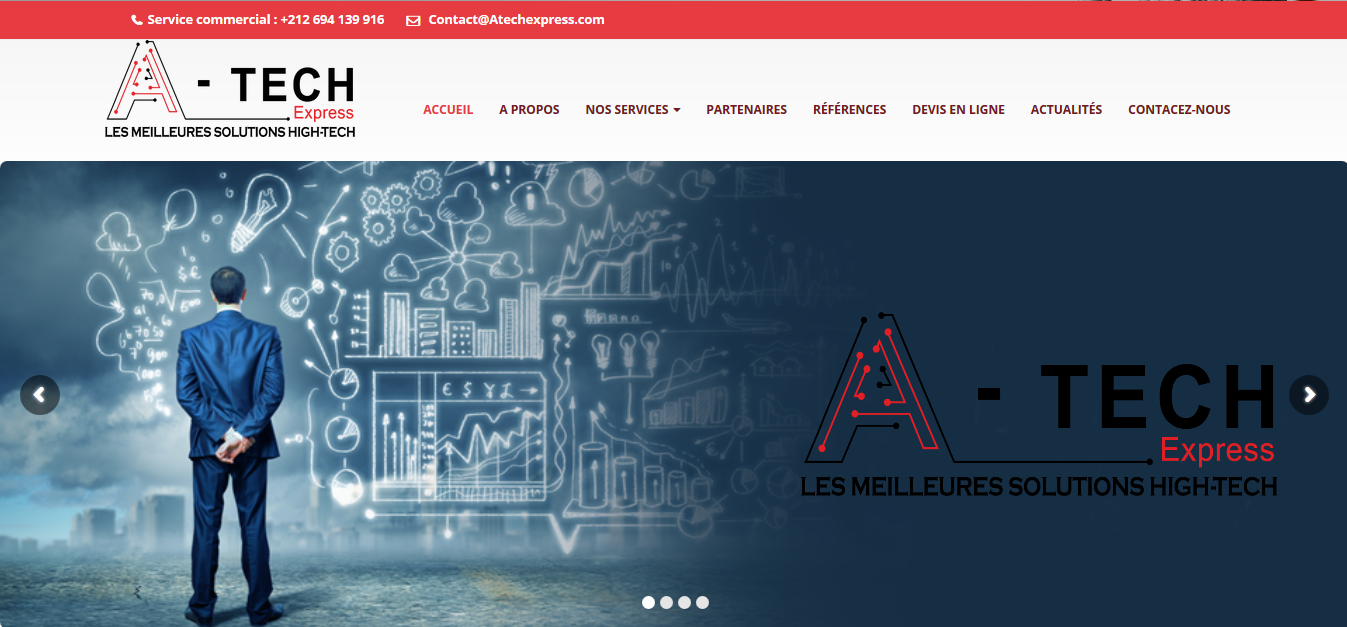 Service commercial : +212 694 139 916 Contact@Atechexpress.com
A - TECH
Express
LES MEILLEURES SOLUTIONS HIGH-TECH
ACCUEIL A PROPOS NOS SERVICES PARTENAIRES RÉFÉRENCES DEVIS EN LIGNE ACTUALITÉS CONTACEZ-NOUS
$ €
€ $ ¥ £
A - TECH
Express
LES MEILLEURES SOLUTIONS HIGH-TECH